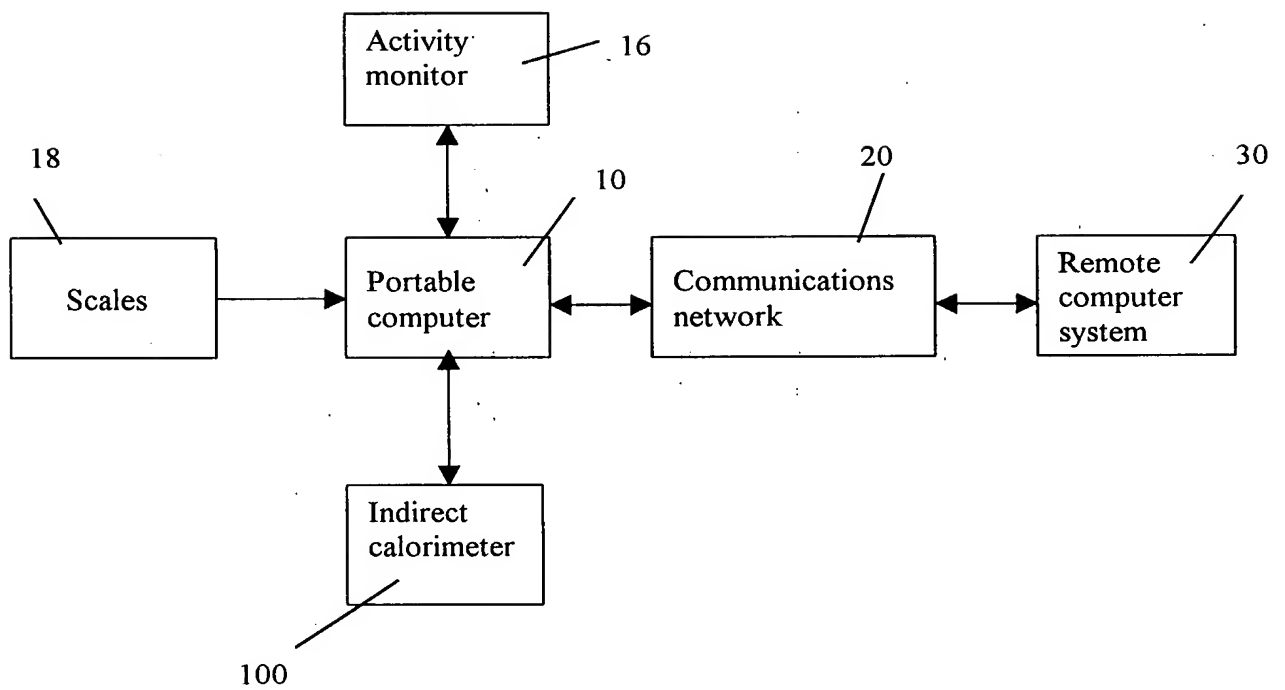 Activity
monitor
16
18
10
20
30
Scales
Portable
computer
Communications
network
Remote
computer
system
Indirect
calorimeter
100